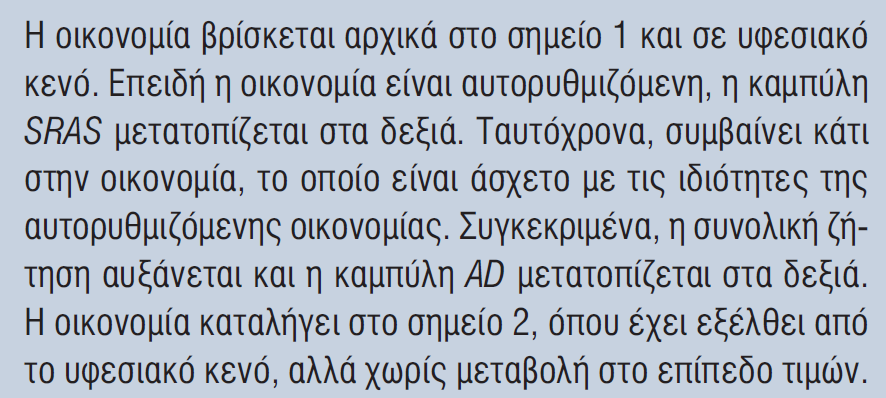 Η οικονομία βρίσκεται αρχικά στο σημείο 1 και σε υφεσιακό
κενό. Επειδή η οικονομία είναι αυτορυθμιζόμενη, η καμπύλη
SRAS μετατοπίζεται στα δεξιά. Ταυτόχρονα, συμβαίνει κάτι
στην οικονομία, το οποίο είναι άσχετο με τις ιδιότητες της
αυτορυθμιζόμενης οικονομίας. Συγκεκριμένα, η συνολική ζή-
τηση αυξάνεται και η καμπύλη AD μετατοπίζεται στα δεξιά.
Η οικονομία καταλήγει στο σημείο 2, όπου έχει εξέλθει από
το υφεσιακό κενό, αλλά χωρίς μεταβολή στο επίπεδο τιμών.